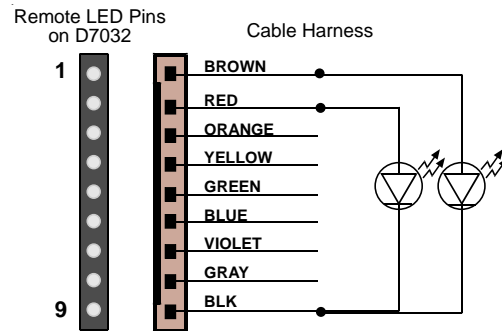 Remote LED Pins
on D7032
Cable Harness
1
BROWN
RED
ORANGE
YELLOW
GREEN
BLUE
VIOLET
GRAY
9
BLK